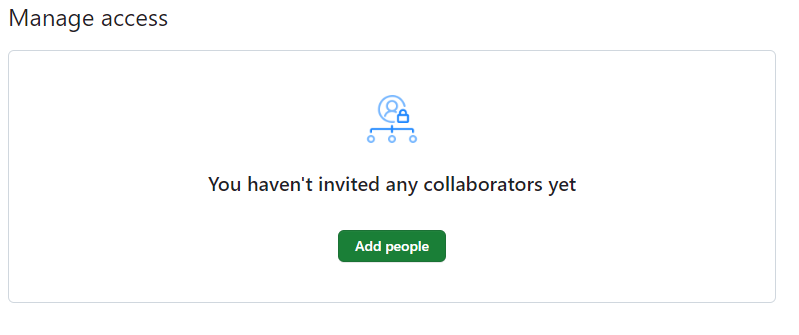 Manage access
You haven't invited any collaborators yet
Add people